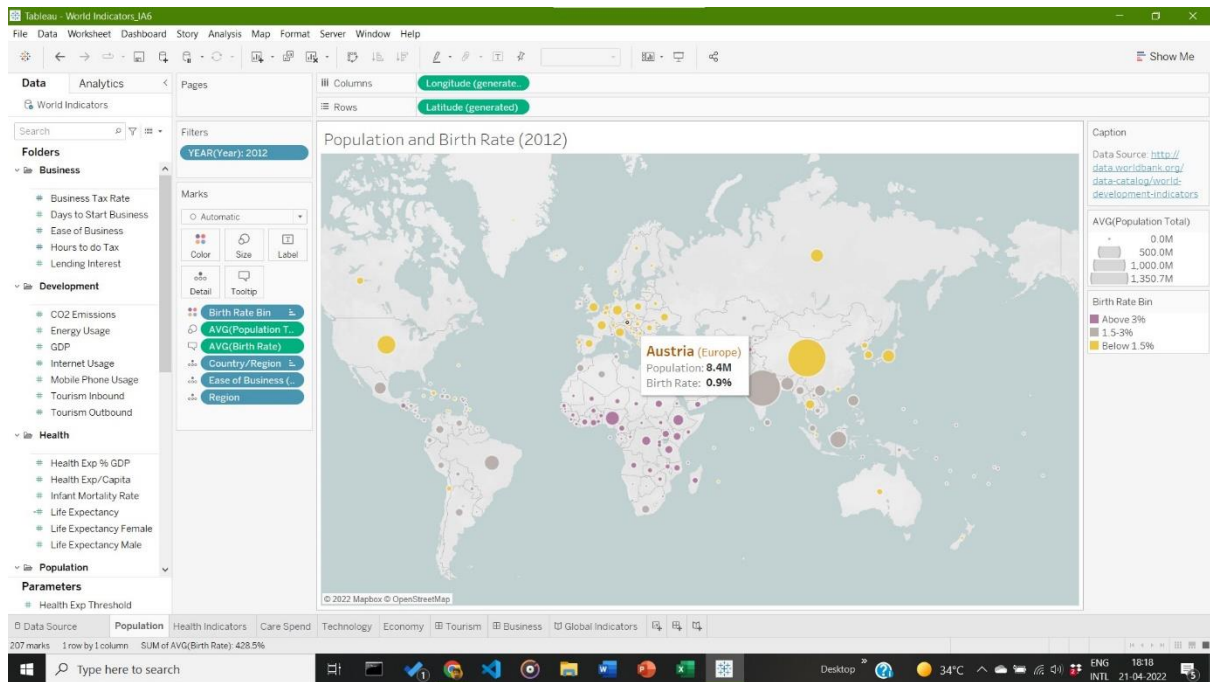 Tableau - World Indicators_IA6
File Data Worksheet Dashboard Story Analysis Map Format Server Window Help
Show Me
Data Analytics
World Indicators
Search
Folders
Business
Business Tax Rate
Days to Start Business
Ease of Business
Hours to do Tax
Lending Interest
Development
CO2 Emissions
Energy Usage
GDP
Internet Usage
Mobile Phone Usage
Tourism Inbound
Tourism Outbound
Health
Health Exp % GDP
Health Exp/Capita
Infant Mortality Rate
Life Expectancy
Life Expectancy Female
Life Expectancy Male
Population
Parameters
Health Exp Threshold
Pages
Filters
YEAR(Year): 2012
Marks
Automatic
Color Size Label
Detail Tooltip
Birth Rate Bin
AVG(Population T..
AVG(Birth Rate)
Country/Region
Ease of Business (..
Region
Columns Longitude (generate..
Rows Latitude (generated)
Population and Birth Rate (2012)
Austria (Europe)
Population: 8.4M
Birth Rate: 0.9%
© 2022 Mapbox © OpenStreetMap
Caption
Data Source: http://
data.worldbank.org/
data-catalog/world-
development-indicators
AVG(Population Total)
0.0M
500.0M
1,000.0M
1,350.7M
Birth Rate Bin
Above 3%
1.5-3%
Below 1.5%
Data Source Population Health Indicators Care Spend Technology Economy Tourism Business Global Indicators
207 marks 1 row by 1 column SUM of AVG(Birth Rate): 428.5%
Type here to search
Desktop
34°C
ENG
INTL
18:18
21-04-2022